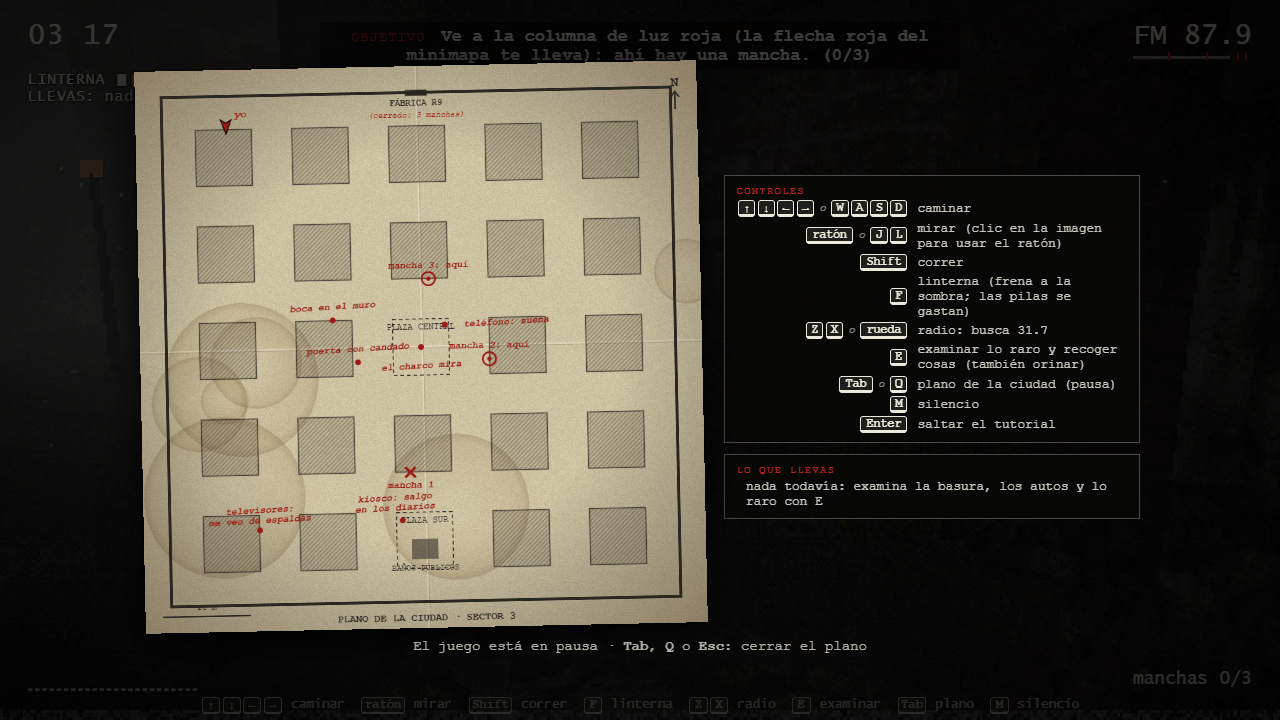 03 17
OBJETIVO Ve a la columna de luz roja (la flecha roja del
minimapa te lleva): ahí hay una mancha. (0/3)
FM 87.9
LINTERNA
LLEVAS: nad
N
FÁBRICA R9
(cerrado: 3 manchas)
yo
mancha 3: aquí
boca en el muro
PLAZA CENTRAL
teléfono: suena
puerta con candado
mancha 2: aquí
el charco mira
mancha 1
kiosco: salgo
en los diarios
televisores:
me veo de espaldas
PLAZA SUR
BAÑOS PÚBLICOS
PLANO DE LA CIUDAD · SECTOR 3
CONTROLES
↑ ↓ ← → o W A S D caminar
ratón o J L mirar (clic en la imagen
para usar el ratón)
Shift correr
F linterna (frena a la
sombra; las pilas se
gastan)
Z X o rueda radio: busca 31.7
E examinar lo raro y recoger
cosas (también orinar)
Tab o Q plano de la ciudad (pausa)
M silencio
Enter saltar el tutorial
LO QUE LLEVAS
nada todavía: examina la basura, los autos y lo
raro con E
El juego está en pausa · Tab, Q o Esc: cerrar el plano
manchas 0/3
↑ ↓ ← → caminar ratón mirar Shift correr F linterna Z X radio E examinar Tab plano M silencio